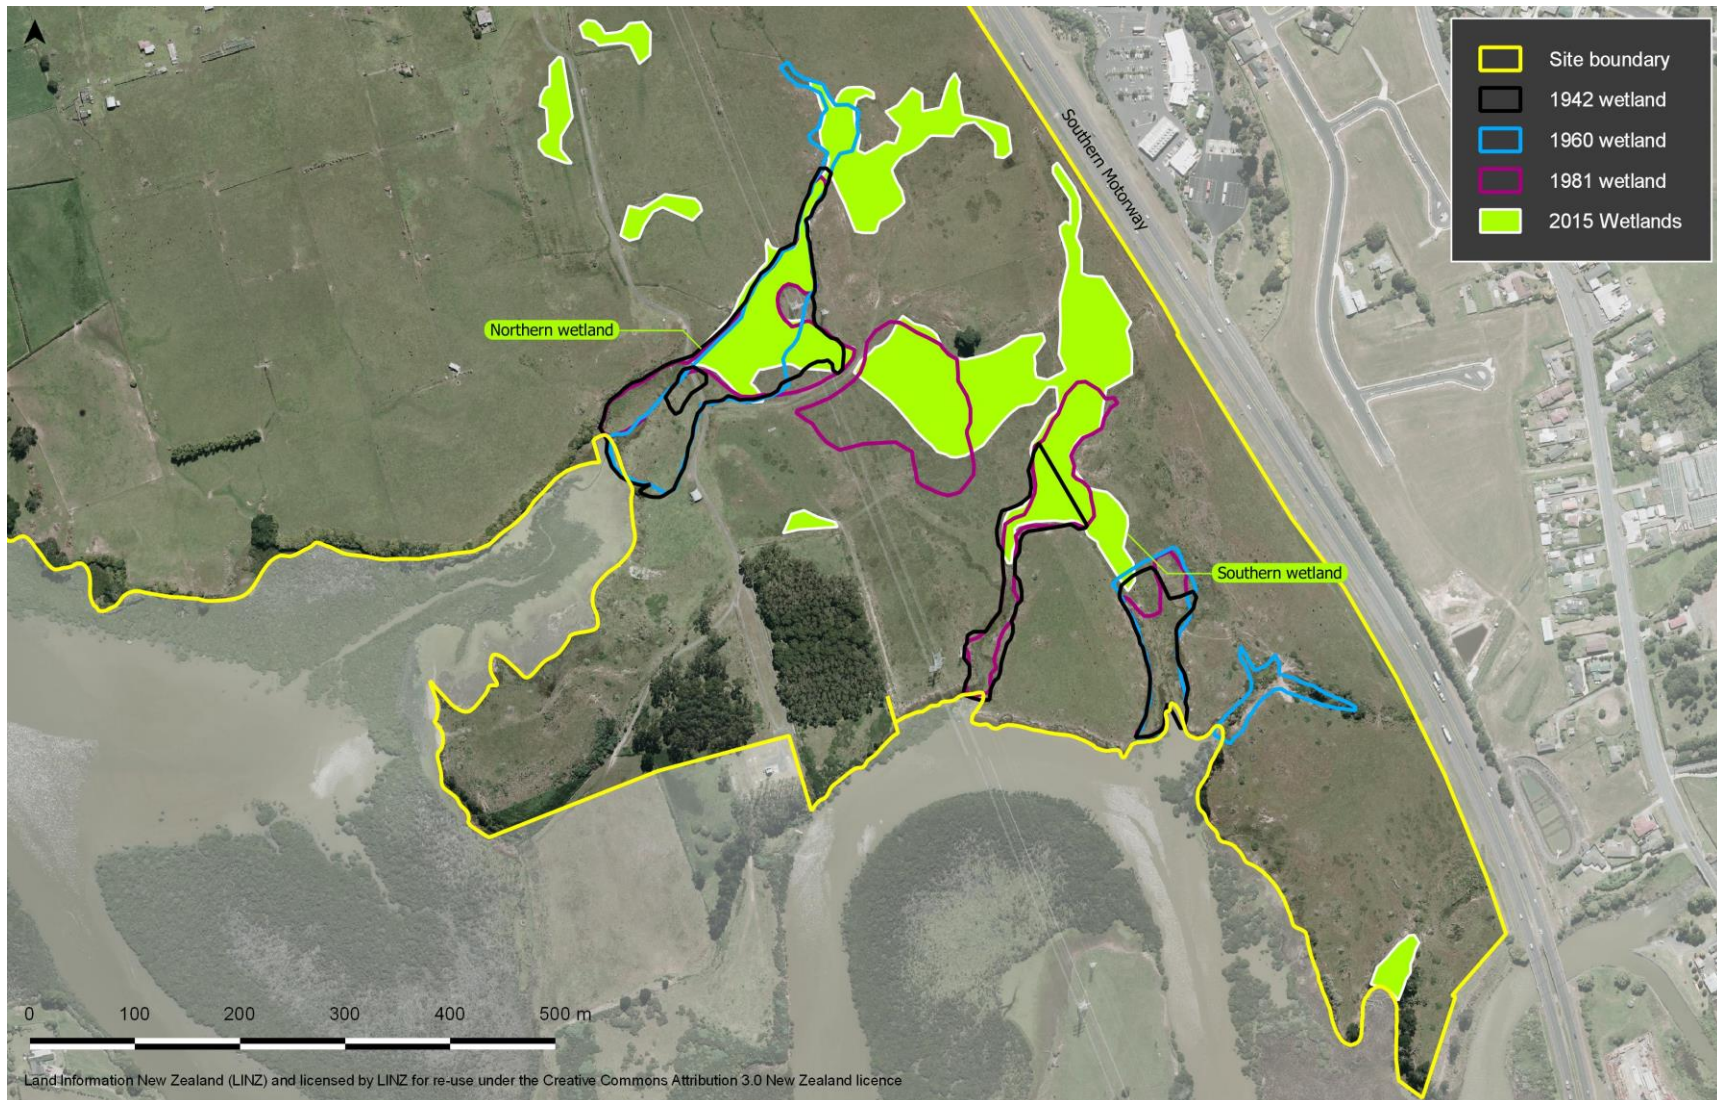 Site boundary
1942 wetland
1960 wetland
1981 wetland
2015 Wetlands
Southern Motorway
Northern wetland
Southern wetland
0 100 200 300 400 500 m
Land Information New Zealand (LINZ) and licensed by LINZ for re-use under the Creative Commons Attribution 3.0 New Zealand licence